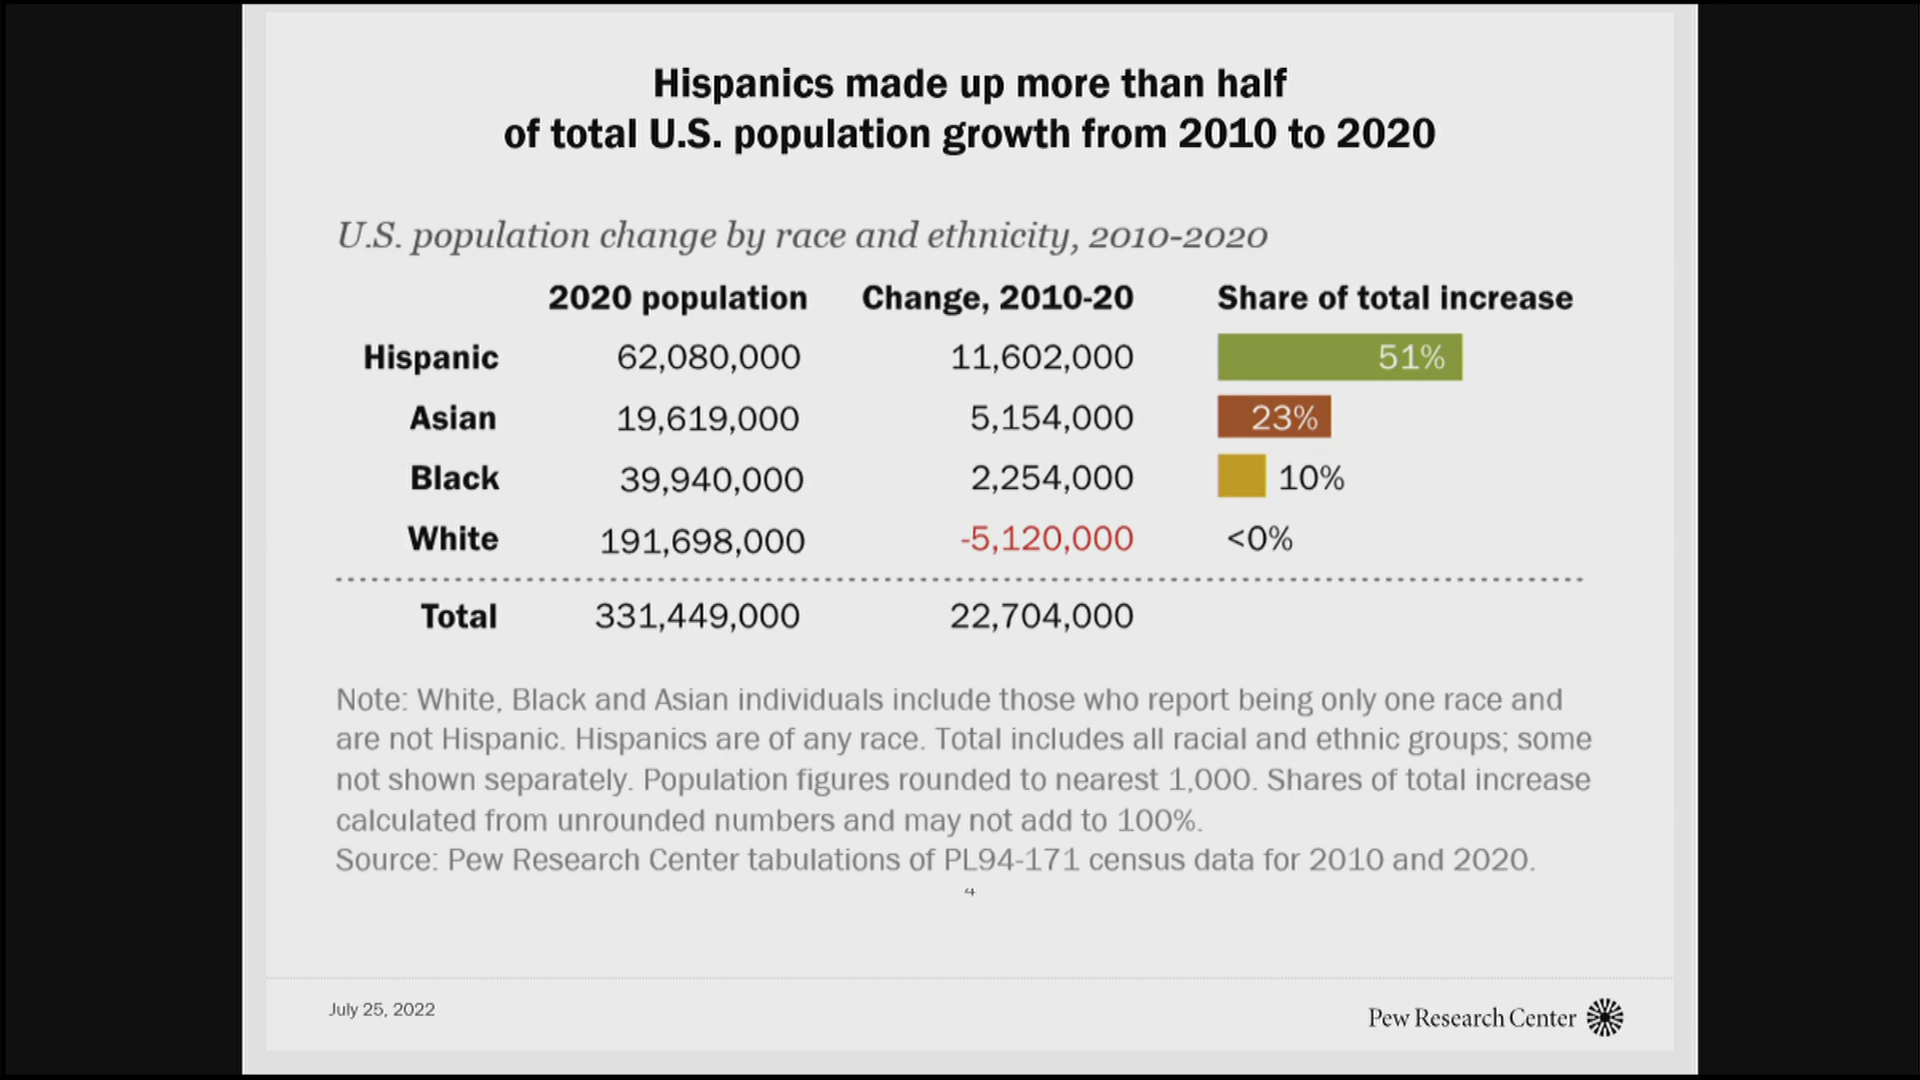 Hispanics made up more than half
of total U.S. population growth from 2010 to 2020
U.S. population change by race and ethnicity, 2010-2020
2020 population Change, 2010-20 Share of total increase
Hispanic 62,080,000 11,602,000 51%
Asian 19,619,000 5,154,000 23%
Black 39,940,000 2,254,000 10%
White 191,698,000 -5,120,000 <0%
Total 331,449,000 22,704,000
Note: White, Black and Asian individuals include those who report being only one race and
are not Hispanic. Hispanics are of any race. Total includes all racial and ethnic groups; some
not shown separately. Population figures rounded to nearest 1,000. Shares of total increase
calculated from unrounded numbers and may not add to 100%.
Source: Pew Research Center tabulations of PL94-171 census data for 2010 and 2020.
4
July 25, 2022
Pew Research Center